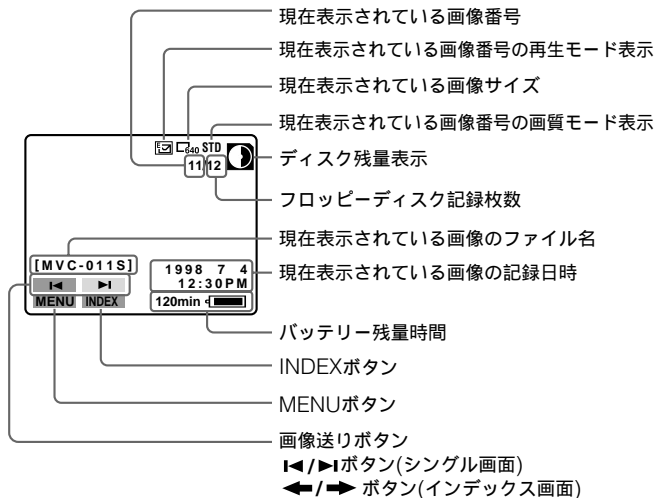 現在表示されている画像番号
現在表示されている画像番号の再生モード表示
現在表示されている画像サイズ
現在表示されている画像番号の画質モード表示
640 STD
ディスク残量表示
11/12
フロッピーディスク記録枚数
現在表示されている画像のファイル名
[MVC-011S]
1998 7 4
現在表示されている画像の記録日時
12:30PM
MENU INDEX
120min
バッテリー残量時間
INDEXボタン
MENUボタン
画像送りボタン
I◀/▶Iボタン(シングル画面)
←/→ ボタン(インデックス画面)